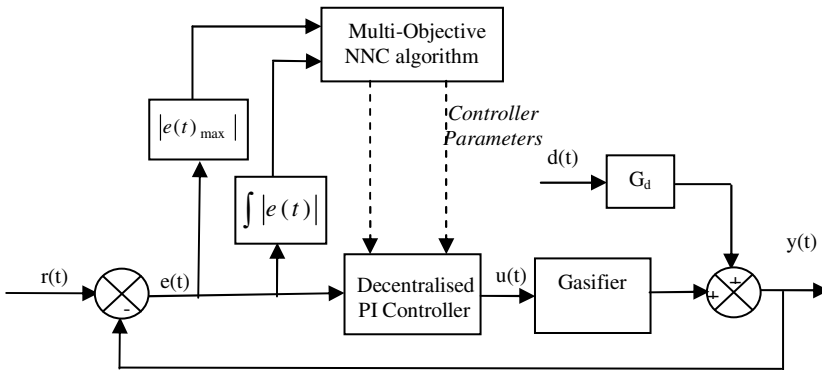 Multi-Objective
NNC algorithm
|e(t)max|
Controller
Parameters
d(t)
Gd
∫|e(t)|
y(t)
r(t)
e(t)
Decentralised
PI Controller
u(t)
Gasifier
+
+
-